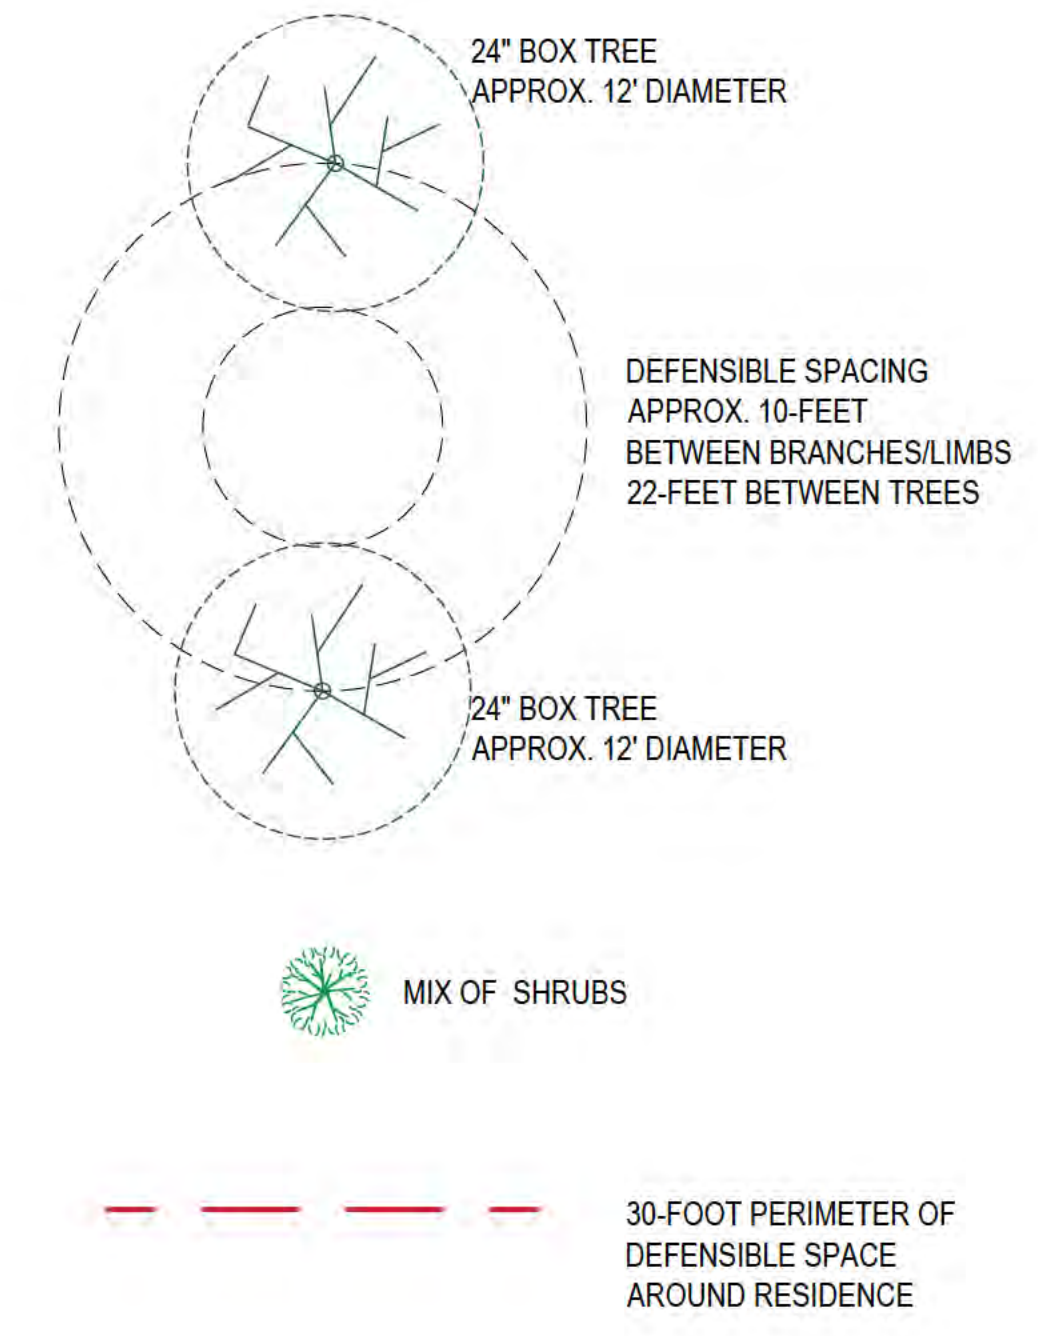 24" BOX TREE
APPROX. 12' DIAMETER
DEFENSIBLE SPACING
APPROX. 10-FEET
BETWEEN BRANCHES/LIMBS
22-FEET BETWEEN TREES
24" BOX TREE
APPROX. 12' DIAMETER
MIX OF SHRUBS
30-FOOT PERIMETER OF
DEFENSIBLE SPACE
AROUND RESIDENCE